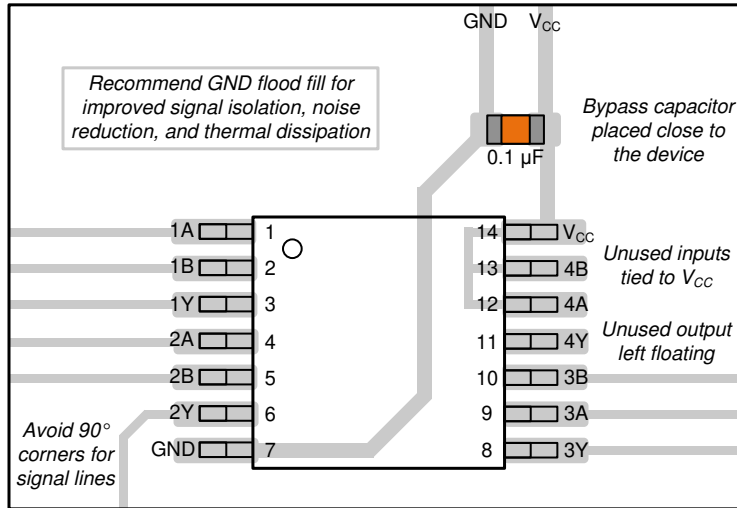 GND V_CC
Recommend GND flood fill for
improved signal isolation, noise
reduction, and thermal dissipation
Bypass capacitor
placed close to
the device
0.1 µF
1A 1 14 V_CC
1B 2 13 4B
1Y 3 12 4A
2A 4 11 4Y
2B 5 10 3B
2Y 6 9 3A
GND 7 8 3Y
Unused inputs
tied to V_CC
Unused output
left floating
Avoid 90°
corners for
signal lines